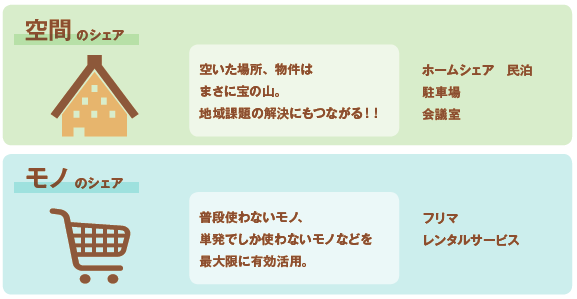 空間 のシェア
空いた場所、物件は
まさに宝の山。
地域課題の解決にもつながる！！
ホームシェア　民泊
駐車場
会議室
モノ のシェア
普段使わないモノ、
単発でしか使わないモノなどを
最大限に有効活用。
フリマ
レンタルサービス